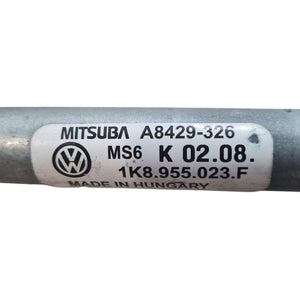 MITSUBA A8429-326
MS6 K 02.08.
1K8.955.023.F
MADE IN HUNGARY